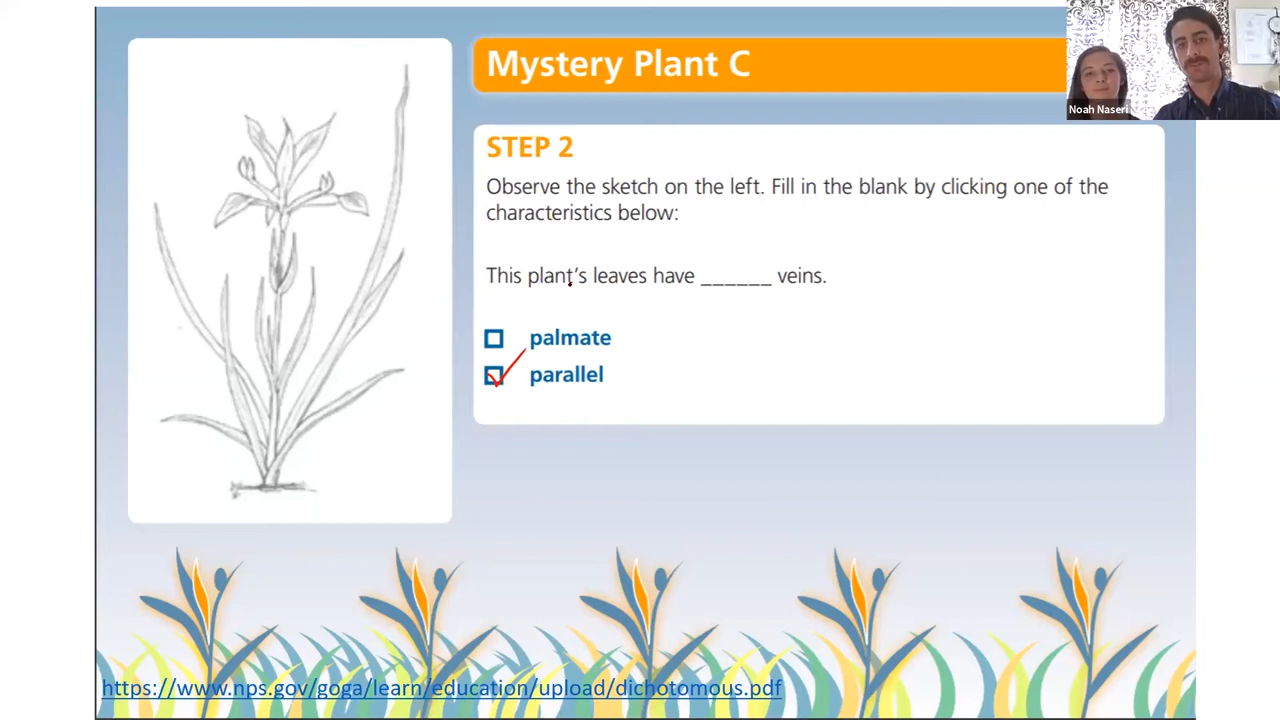 Mystery Plant C
Noah Naseri
STEP 2
Observe the sketch on the left. Fill in the blank by clicking one of the
characteristics below:
This plant's leaves have ______ veins.
palmate
parallel
https://www.nps.gov/goga/learn/education/upload/dichotomous.pdf